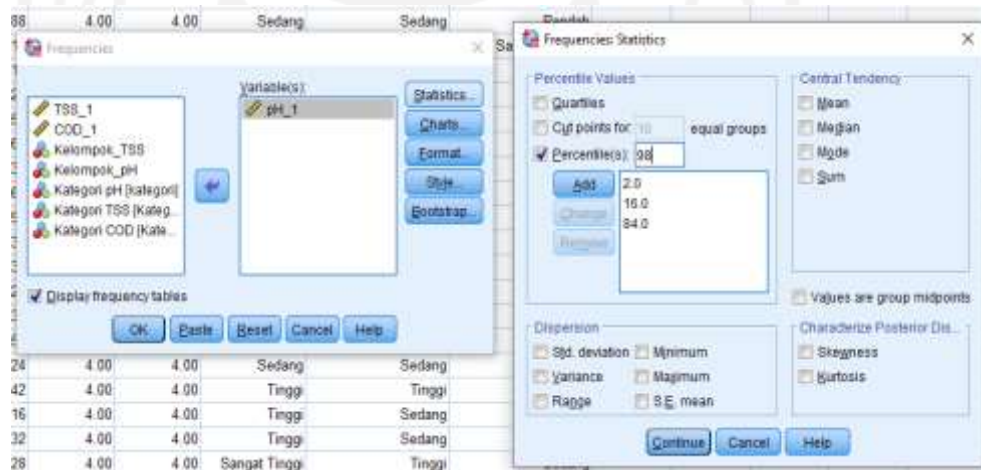 88 4.00 4.00 Sedang Sedang Rendah
Frequencies
Variable(s):
TSS_1
COD_1
Kelompok_TSS
Kelompok_pH
Kategori pH [kategori]
Kategori TSS [Kateg...
Kategori COD [Kate...
pH_1
Statistics...
Charts...
Format...
Style...
Bootstrap...
Display frequency tables
OK Paste Reset Cancel Help
Sa
Frequencies: Statistics
Percentile Values
Quartiles
Cut points for: 10 equal groups
Percentile(s): 98
Add
Change
Remove
2.0
16.0
84.0
Central Tendency
Mean
Median
Mode
Sum
Values are group midpoints
Dispersion
Std. deviation Minimum
Variance Maximum
Range S.E. mean
Characterize Posterior Dis...
Skewness
Kurtosis
Continue Cancel Help
24 4.00 4.00 Sedang Sedang
42 4.00 4.00 Tinggi Tinggi
16 4.00 4.00 Tinggi Sedang
32 4.00 4.00 Tinggi Sedang
28 4.00 4.00 Sangat Tinggi Tinggi